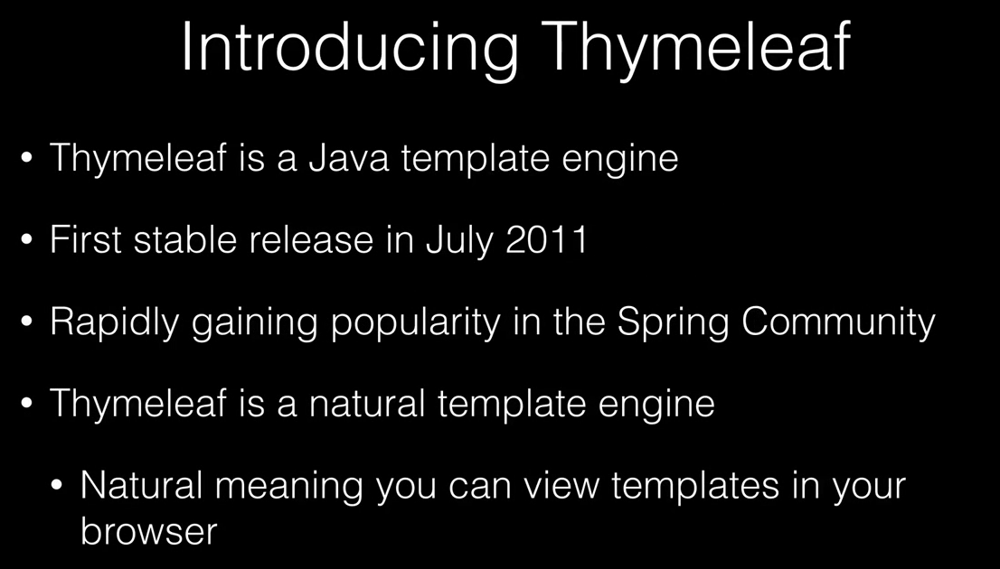 Introducing Thymeleaf
• Thymeleaf is a Java template engine
• First stable release in July 2011
• Rapidly gaining popularity in the Spring Community
• Thymeleaf is a natural template engine
• Natural meaning you can view templates in your
browser